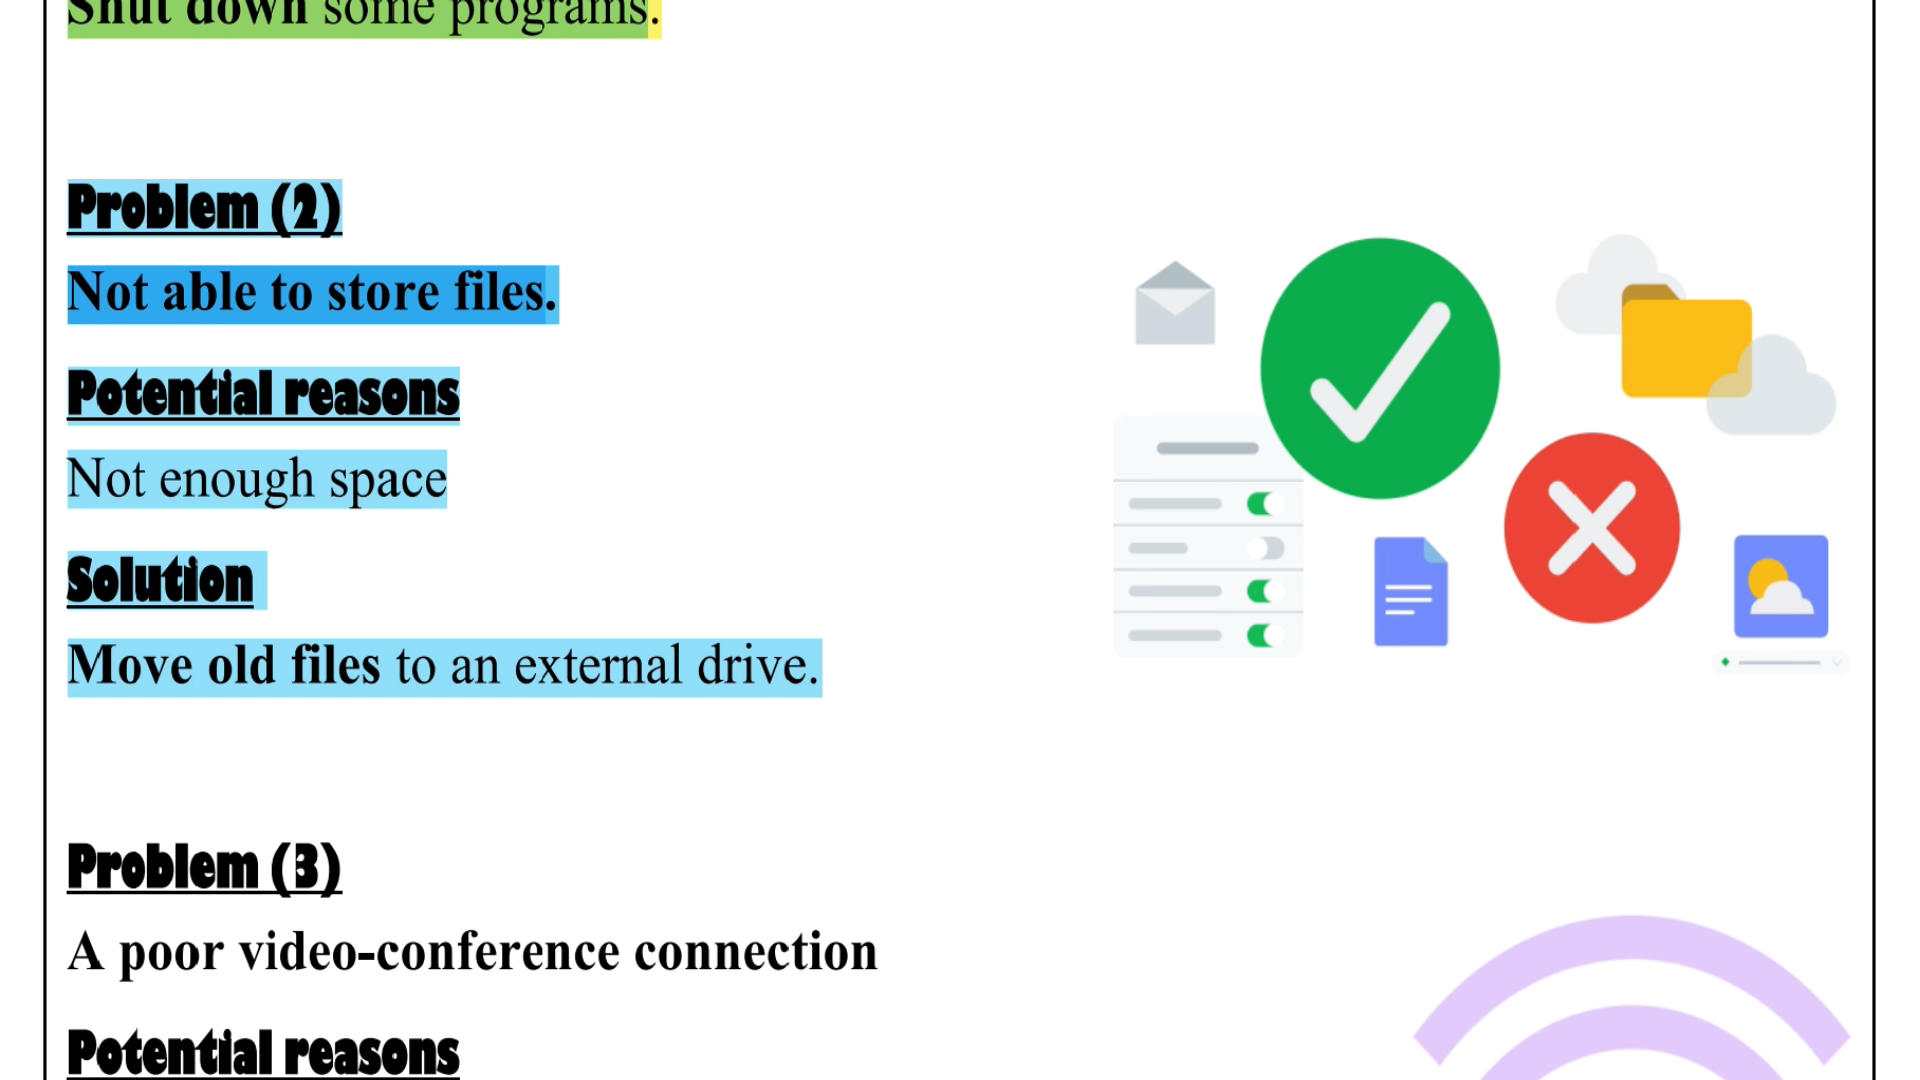 Shut down some programs.
Problem (2)
Not able to store files.
Potential reasons
Not enough space
Solution
Move old files to an external drive.
Problem (3)
A poor video-conference connection
Potential reasons